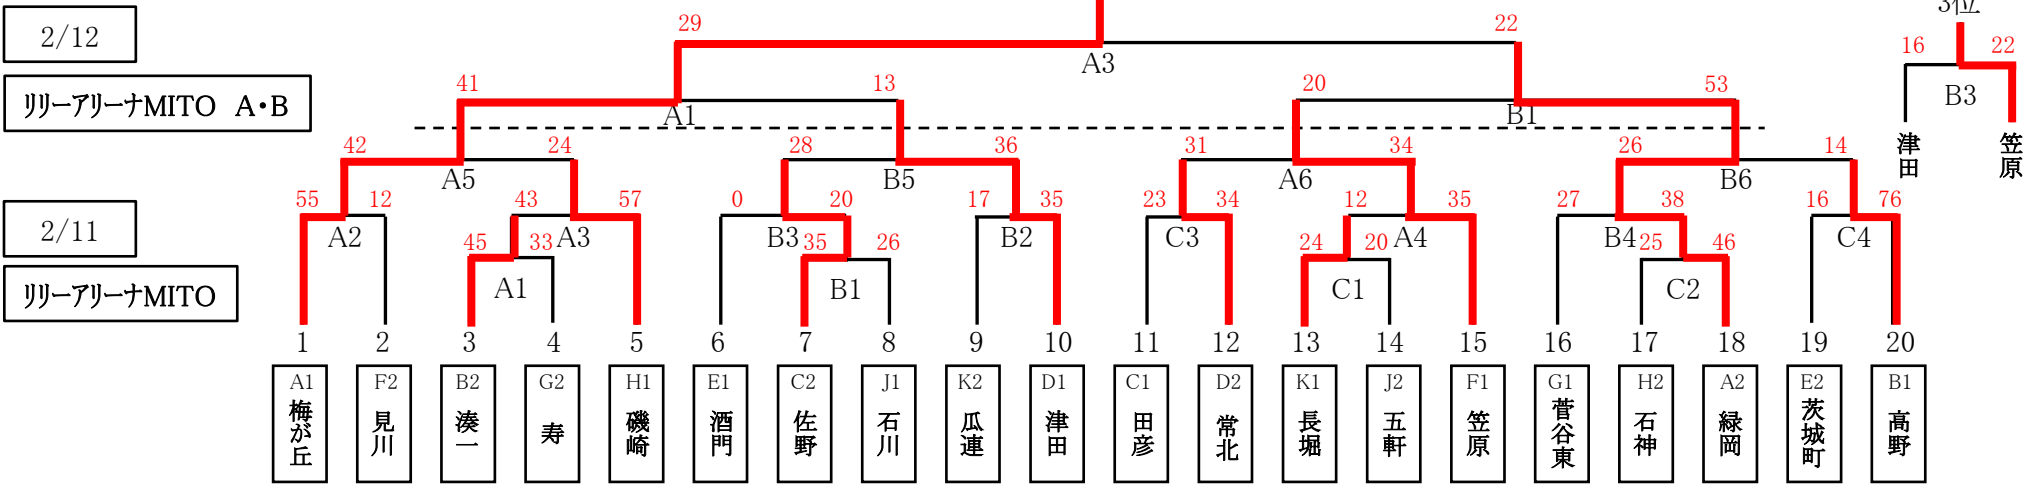 3位
29 22
2/12
16 22
A3
41 13 20 53
リリーアリーナMITO A・B
B3
A1 B1
42 24 28 36 31 34 26 14
津田 笠原
A5 B5 A6 B6
55 12 43 57 0 20 17 35 23 34 12 35 27 38 16 76
2/11
A2 A3 B3 B2 C3 A4 B4 C4
45 33 35 26 24 20 25 46
A1 B1 C1 C2
リリーアリーナMITO
1 2 3 4 5 6 7 8 9 10 11 12 13 14 15 16 17 18 19 20
A1 F2 B2 G2 H1 E1 C2 J1 K2 D1 C1 D2 K1 J2 F1 G1 H2 A2 E2 B1
梅が丘 見川 湊一 寿 磯崎 酒門 佐野 石川 瓜連 津田 田彦 常北 長堀 五軒 笠原 菅谷東 石神 緑岡 茨城町 高野